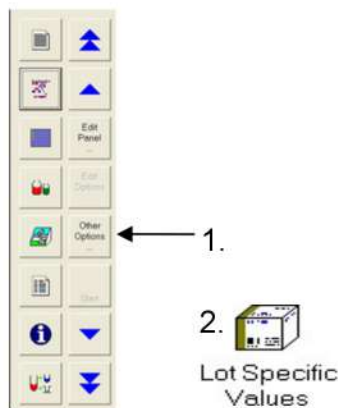 Edit
Panel
...
Edit
Options
...
Other
Options
...
1.
Start
2.
Lot Specific
Values